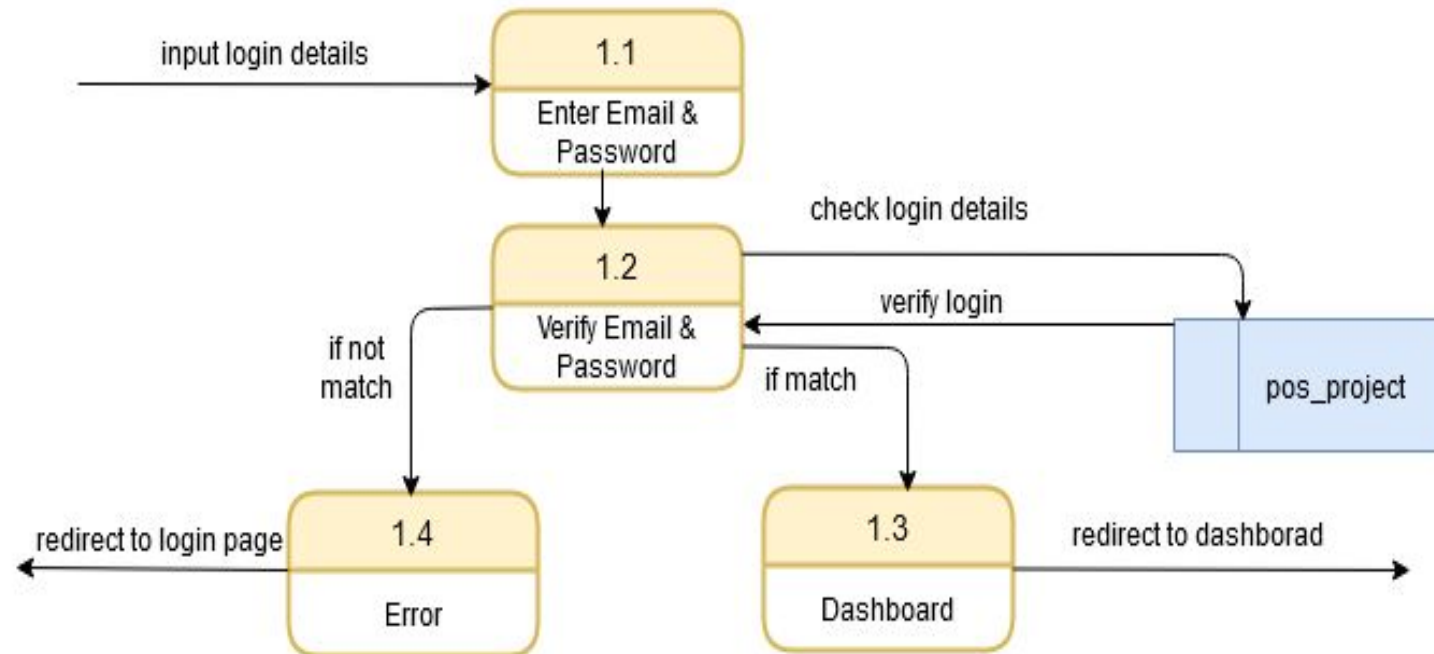 input login details
1.1
Enter Email &
Password
check login details
1.2
verify login
Verify Email &
Password
if not
match
if match
pos_project
redirect to login page
1.4
Error
1.3
Dashboard
redirect to dashborad